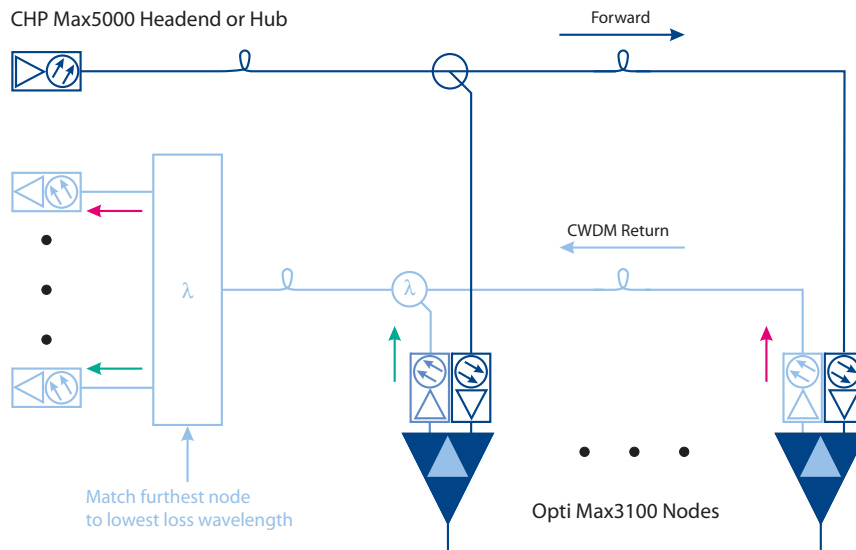 CHP Max5000 Headend or Hub
Forward
CWDM Return
λ
λ
Match furthest node
to lowest loss wavelength
Opti Max3100 Nodes